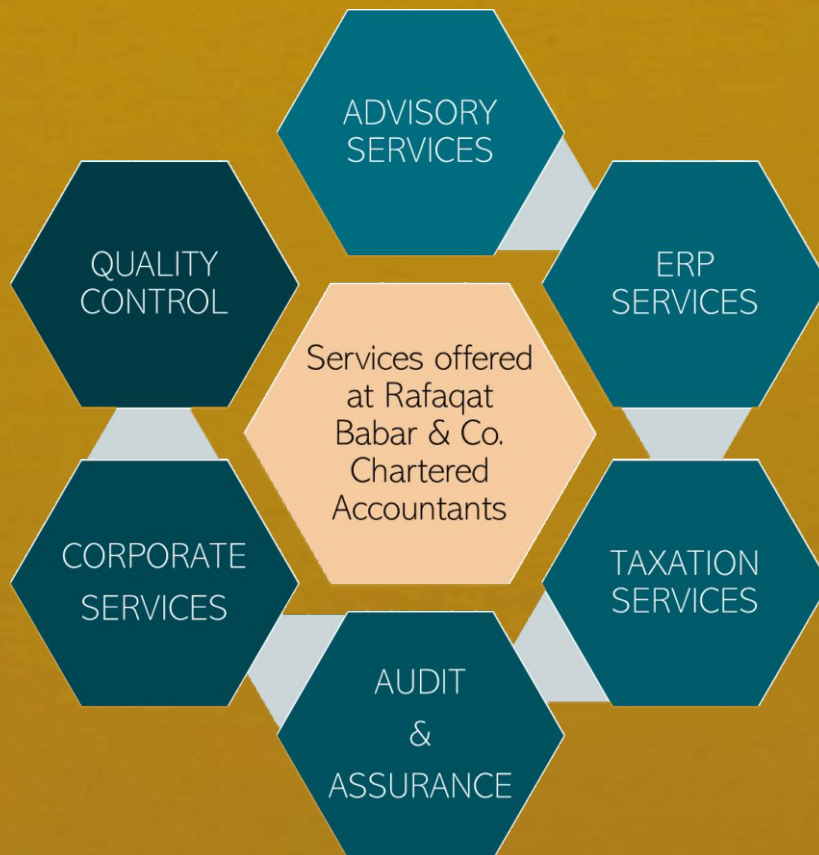 ADVISORY
SERVICES
ERP
SERVICES
TAXATION
SERVICES
AUDIT
&
ASSURANCE
CORPORATE
SERVICES
QUALITY
CONTROL
Services offered
at Rafaqat
Babar & Co.
Chartered
Accountants